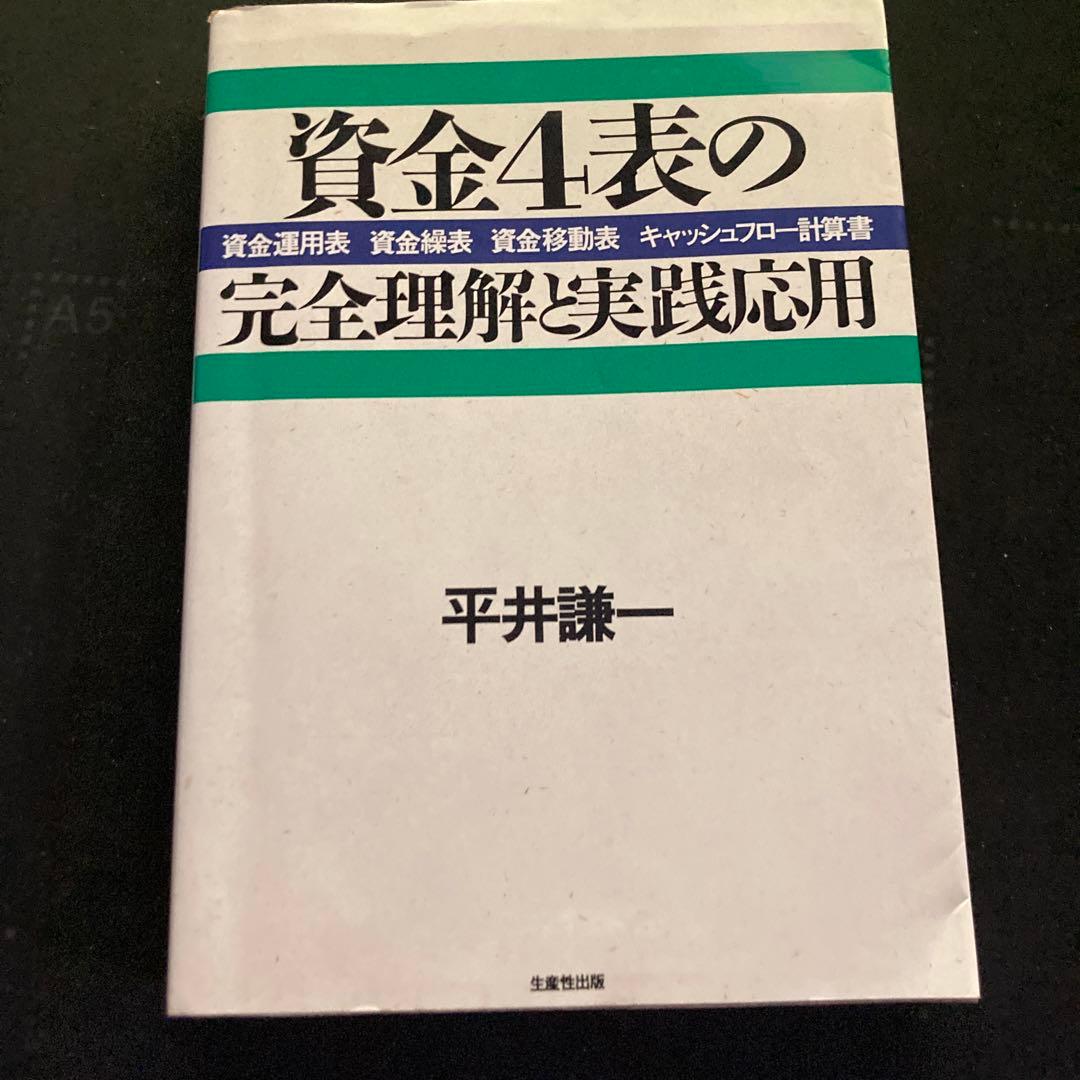 資金4表の
資金運用表 資金繰表 資金移動表 キャッシュフロー計算書
完全理解と実践応用
平井謙一
生産性出版
A5